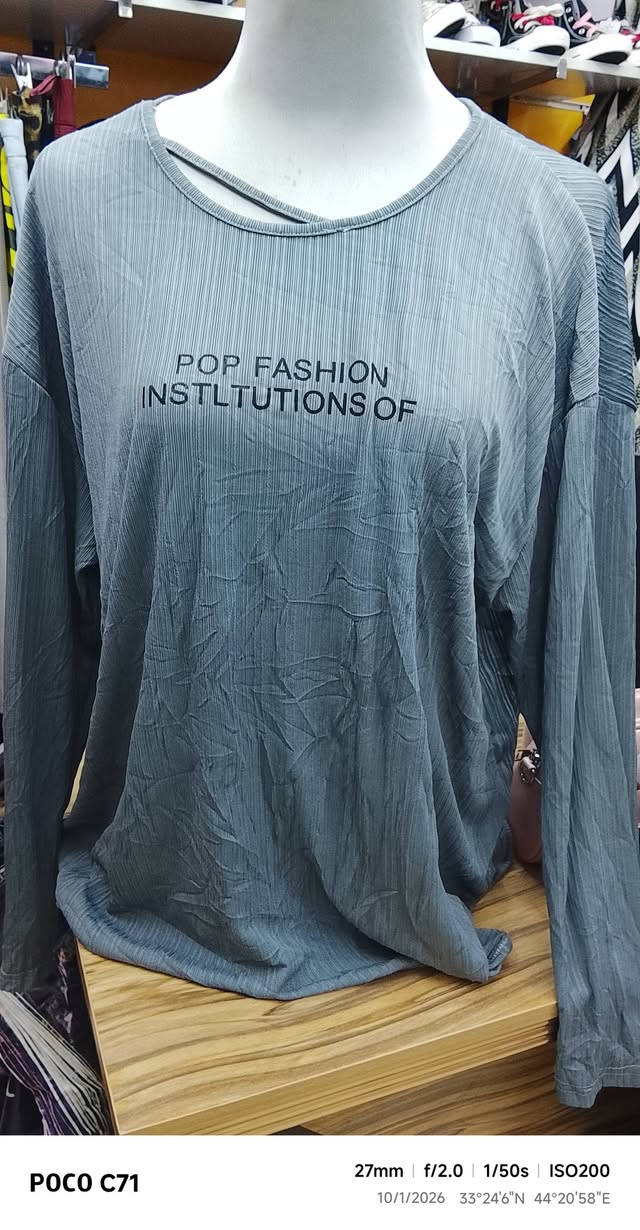 POP FASHION
INSTLTUTIONS OF
POCO C71
27mm | f/2.0 | 1/50s | ISO200
10/1/2026 33°24'6"N 44°20'58"E